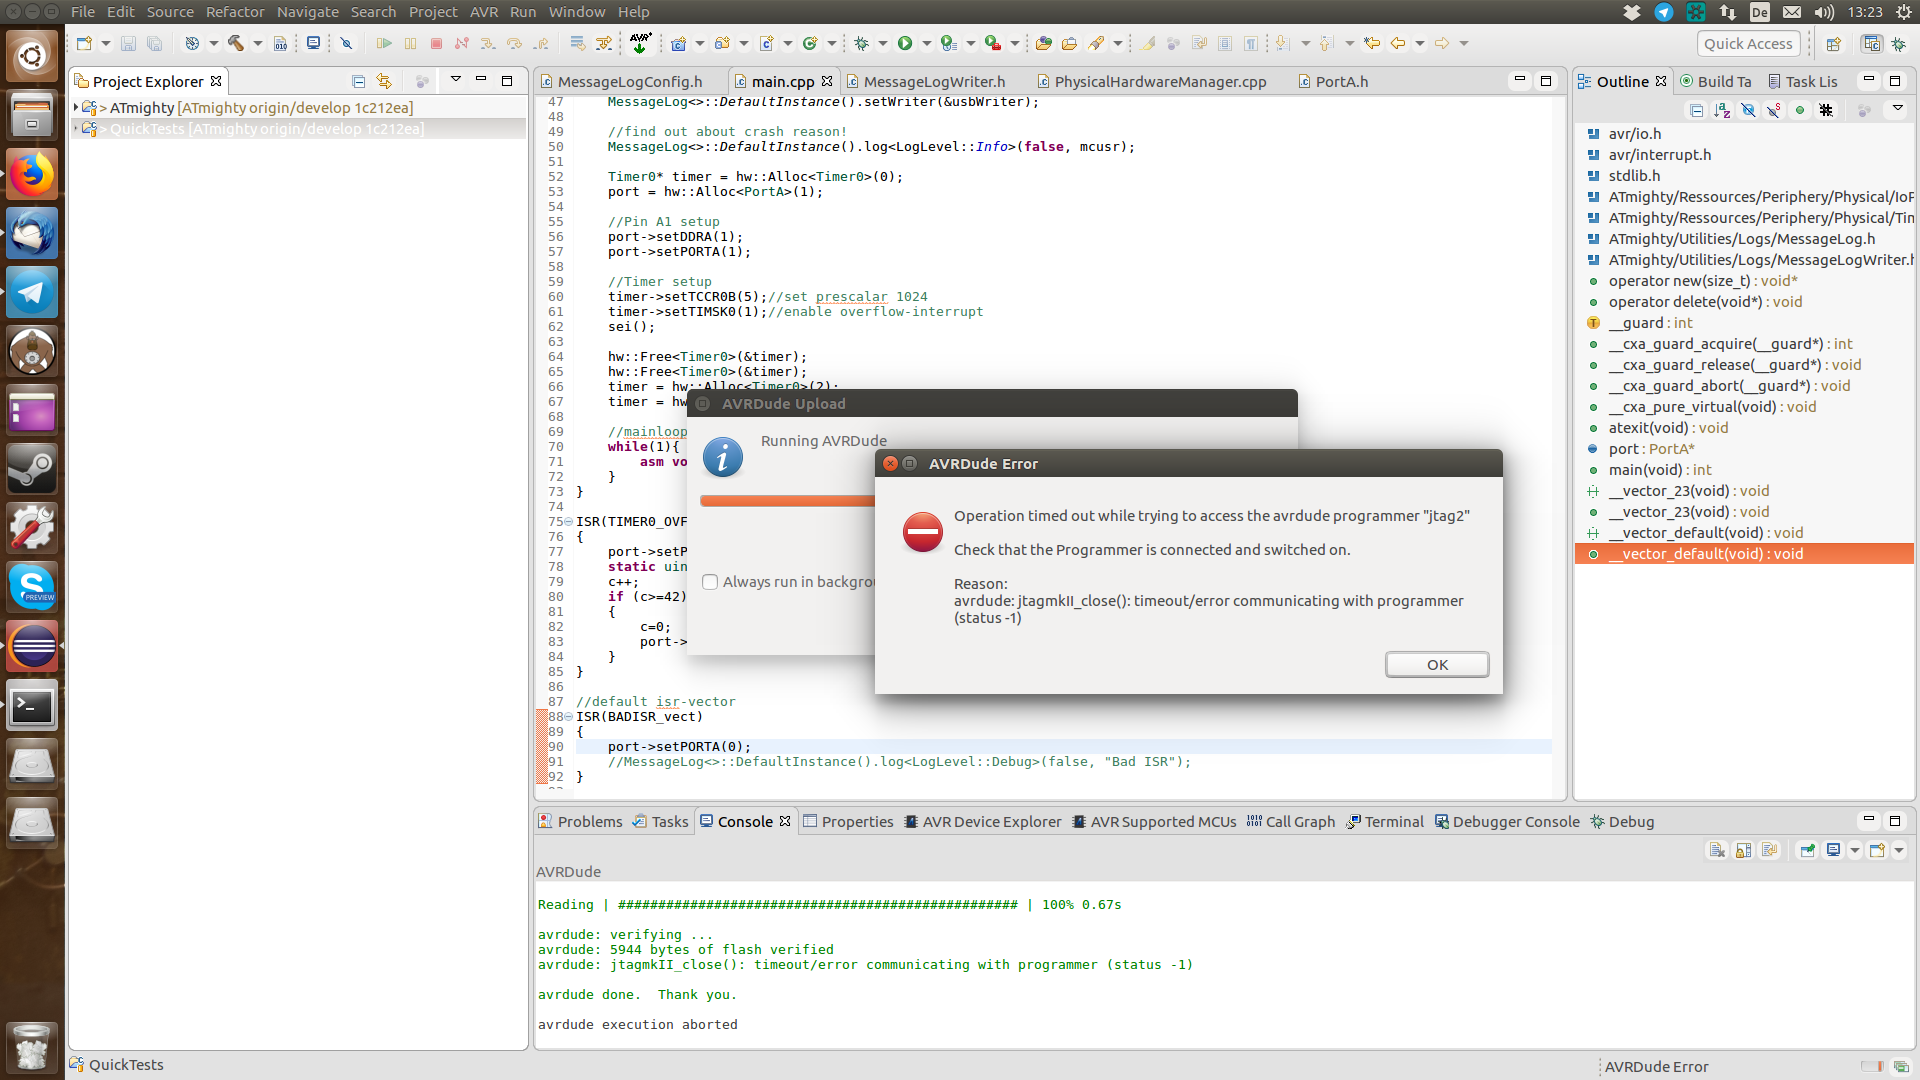 File Edit Source Refactor Navigate Search Project AVR Run Window Help
De 13:23
AVR
Quick Access
Project Explorer
> ATmighty [ATmighty origin/develop 1c212ea]
> QuickTests [ATmighty origin/develop 1c212ea]
MessageLogConfig.h main.cpp MessageLogWriter.h PhysicalHardwareManager.cpp PortA.h
47 MessageLog<>::DefaultInstance().setWriter(&usbWriter);
48
49 //find out about crash reason!
50 MessageLog<>::DefaultInstance().log<LogLevel::Info>(false, mcusr);
51
52 Timer0* timer = hw::Alloc<Timer0>(0);
53 port = hw::Alloc<PortA>(1);
54
55 //Pin A1 setup
56 port->setDDRA(1);
57 port->setPORTA(1);
58
59 //Timer setup
60 timer->setTCCR0B(5);//set prescalar 1024
61 timer->setTIMSK0(1);//enable overflow-interrupt
62 sei();
63
64 hw::Free<Timer0>(&timer);
65 hw::Free<Timer0>(&timer);
66 timer = hw::Alloc<Timer0>(2);
67 timer = hw
68
69 //mainloop
70 while(1){
71 asm vo
72 }
73 }
74
75 ISR(TIMER0_OVF
76 {
77 port->setP
78 static uin
79 c++;
80 if (c>=42)
81 {
82 c=0;
83 port->
84 }
85 }
86
87 //default isr-vector
88 ISR(BADISR_vect)
89 {
90 port->setPORTA(0);
91 //MessageLog<>::DefaultInstance().log<LogLevel::Debug>(false, "Bad ISR");
92 }
AVRDude Upload
Running AVRDude
Always run in backgrou
AVRDude Error
Operation timed out while trying to access the avrdude programmer "jtag2"
Check that the Programmer is connected and switched on.
Reason:
avrdude: jtagmkII_close(): timeout/error communicating with programmer
(status -1)
OK
Outline Build Ta Task Lis
avr/io.h
avr/interrupt.h
stdlib.h
ATmighty/Ressources/Periphery/Physical/IoP
ATmighty/Ressources/Periphery/Physical/Tim
ATmighty/Utilities/Logs/MessageLog.h
ATmighty/Utilities/Logs/MessageLogWriter.h
operator new(size_t) : void*
operator delete(void*) : void
__guard : int
__cxa_guard_acquire(__guard*) : int
__cxa_guard_release(__guard*) : void
__cxa_guard_abort(__guard*) : void
__cxa_pure_virtual(void) : void
atexit(void) : void
port : PortA*
main(void) : int
__vector_23(void) : void
__vector_23(void) : void
__vector_default(void) : void
__vector_default(void) : void
Problems Tasks Console Properties AVR Device Explorer AVR Supported MCUs Call Graph Terminal Debugger Console Debug
AVRDude
Reading | ################################################## | 100% 0.67s
avrdude: verifying ...
avrdude: 5944 bytes of flash verified
avrdude: jtagmkII_close(): timeout/error communicating with programmer (status -1)
avrdude done.  Thank you.
avrdude execution aborted
QuickTests
AVRDude Error
PREVIEW